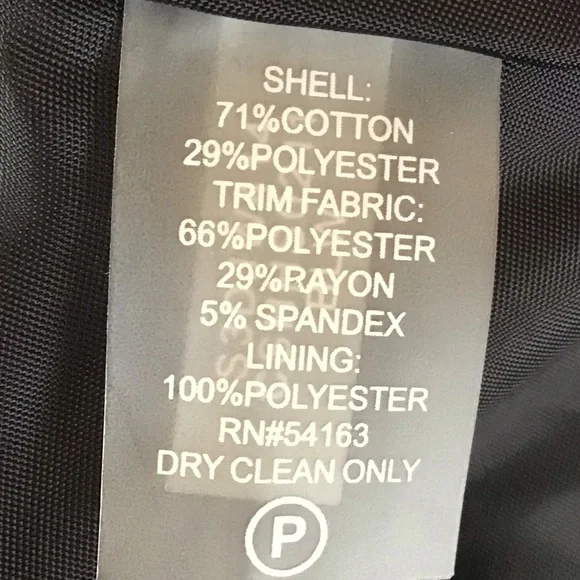 SHELL:
71%COTTON
29%POLYESTER
TRIM FABRIC:
66%POLYESTER
29%RAYON
5% SPANDEX
LINING:
100%POLYESTER
RN#54163
DRY CLEAN ONLY
P